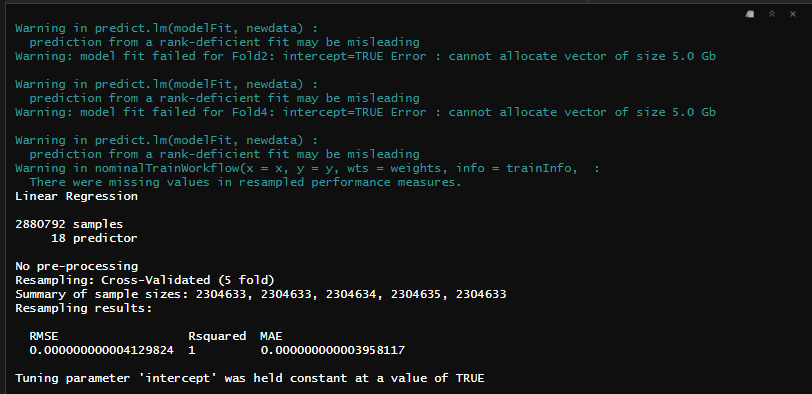 Warning in predict.lm(modelFit, newdata) :
  prediction from a rank-deficient fit may be misleading
Warning: model fit failed for Fold2: intercept=TRUE Error : cannot allocate vector of size 5.0 Gb
Warning in predict.lm(modelFit, newdata) :
  prediction from a rank-deficient fit may be misleading
Warning: model fit failed for Fold4: intercept=TRUE Error : cannot allocate vector of size 5.0 Gb
Warning in predict.lm(modelFit, newdata) :
  prediction from a rank-deficient fit may be misleading
Warning in nominalTrainWorkflow(x = x, y = y, wts = weights, info = trainInfo,  :
  There were missing values in resampled performance measures.
Linear Regression
2880792 samples
     18 predictor
No pre-processing
Resampling: Cross-Validated (5 fold)
Summary of sample sizes: 2304633, 2304633, 2304634, 2304635, 2304633
Resampling results:
  RMSE                  Rsquared  MAE
  0.000000000004129824  1         0.000000000003958117
Tuning parameter 'intercept' was held constant at a value of TRUE